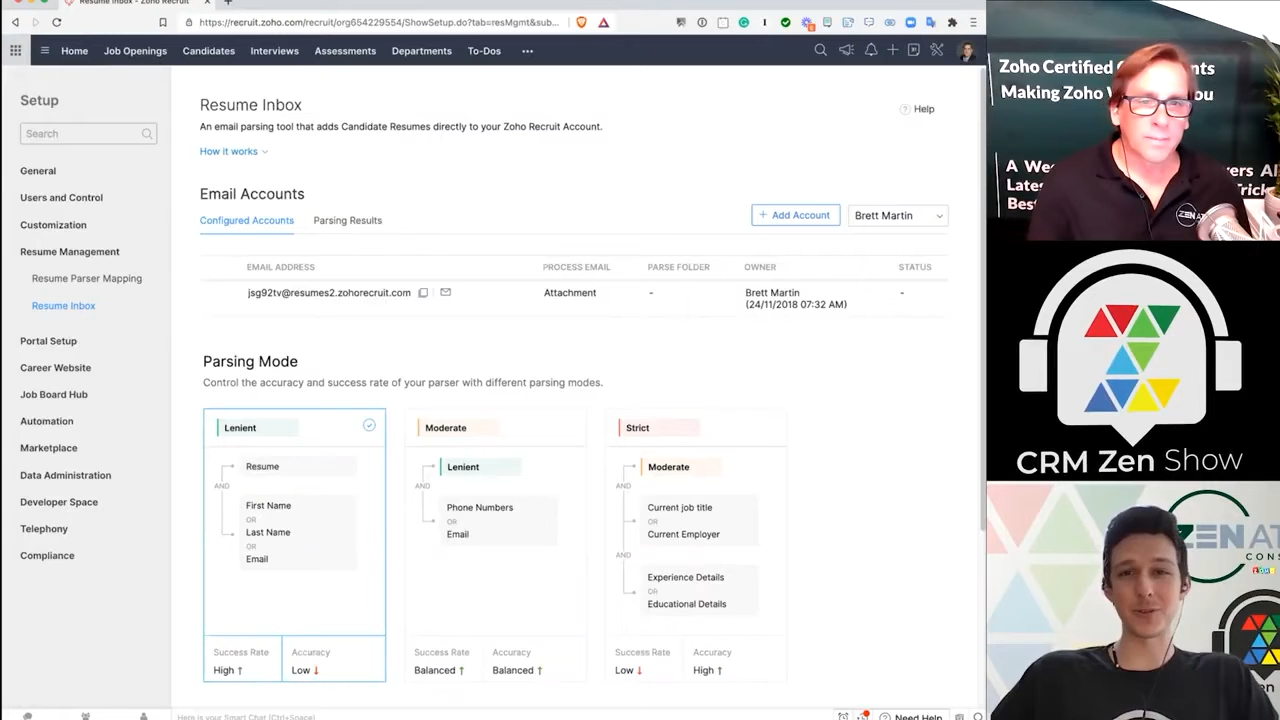 Resume Inbox - Zoho Recruit
https://recruit.zoho.com/recruit/org654229554/ShowSetup.do?tab=resMgmt&sub...
Home Job Openings Candidates Interviews Assessments Departments To-Dos
Setup
Search
General
Users and Control
Customization
Resume Management
Resume Parser Mapping
Resume Inbox
Portal Setup
Career Website
Job Board Hub
Automation
Marketplace
Data Administration
Developer Space
Telephony
Compliance
Resume Inbox
Help
An email parsing tool that adds Candidate Resumes directly to your Zoho Recruit Account.
How it works
Email Accounts
Configured Accounts Parsing Results
+ Add Account
Brett Martin
EMAIL ADDRESS PROCESS EMAIL PARSE FOLDER OWNER STATUS
jsg92tv@resumes2.zohorecruit.com Attachment - Brett Martin -
(24/11/2018 07:32 AM)
Parsing Mode
Control the accuracy and success rate of your parser with different parsing modes.
Lenient
Resume
AND
First Name
OR
Last Name
OR
Email
Success Rate Accuracy
High ↑ Low ↓
Moderate
Lenient
AND
Phone Numbers
OR
Email
Success Rate Accuracy
Balanced ↑ Balanced ↑
Strict
Moderate
AND
Current job title
OR
Current Employer
AND
Experience Details
OR
Educational Details
Success Rate Accuracy
Low ↓ High ↑
Here is your Smart Chat (Ctrl+Space)
Need Help
Zoho Certified
Making Zoho
A
Late
Bes
ZEN
CRM Zen Show
ZEN AT
CONS